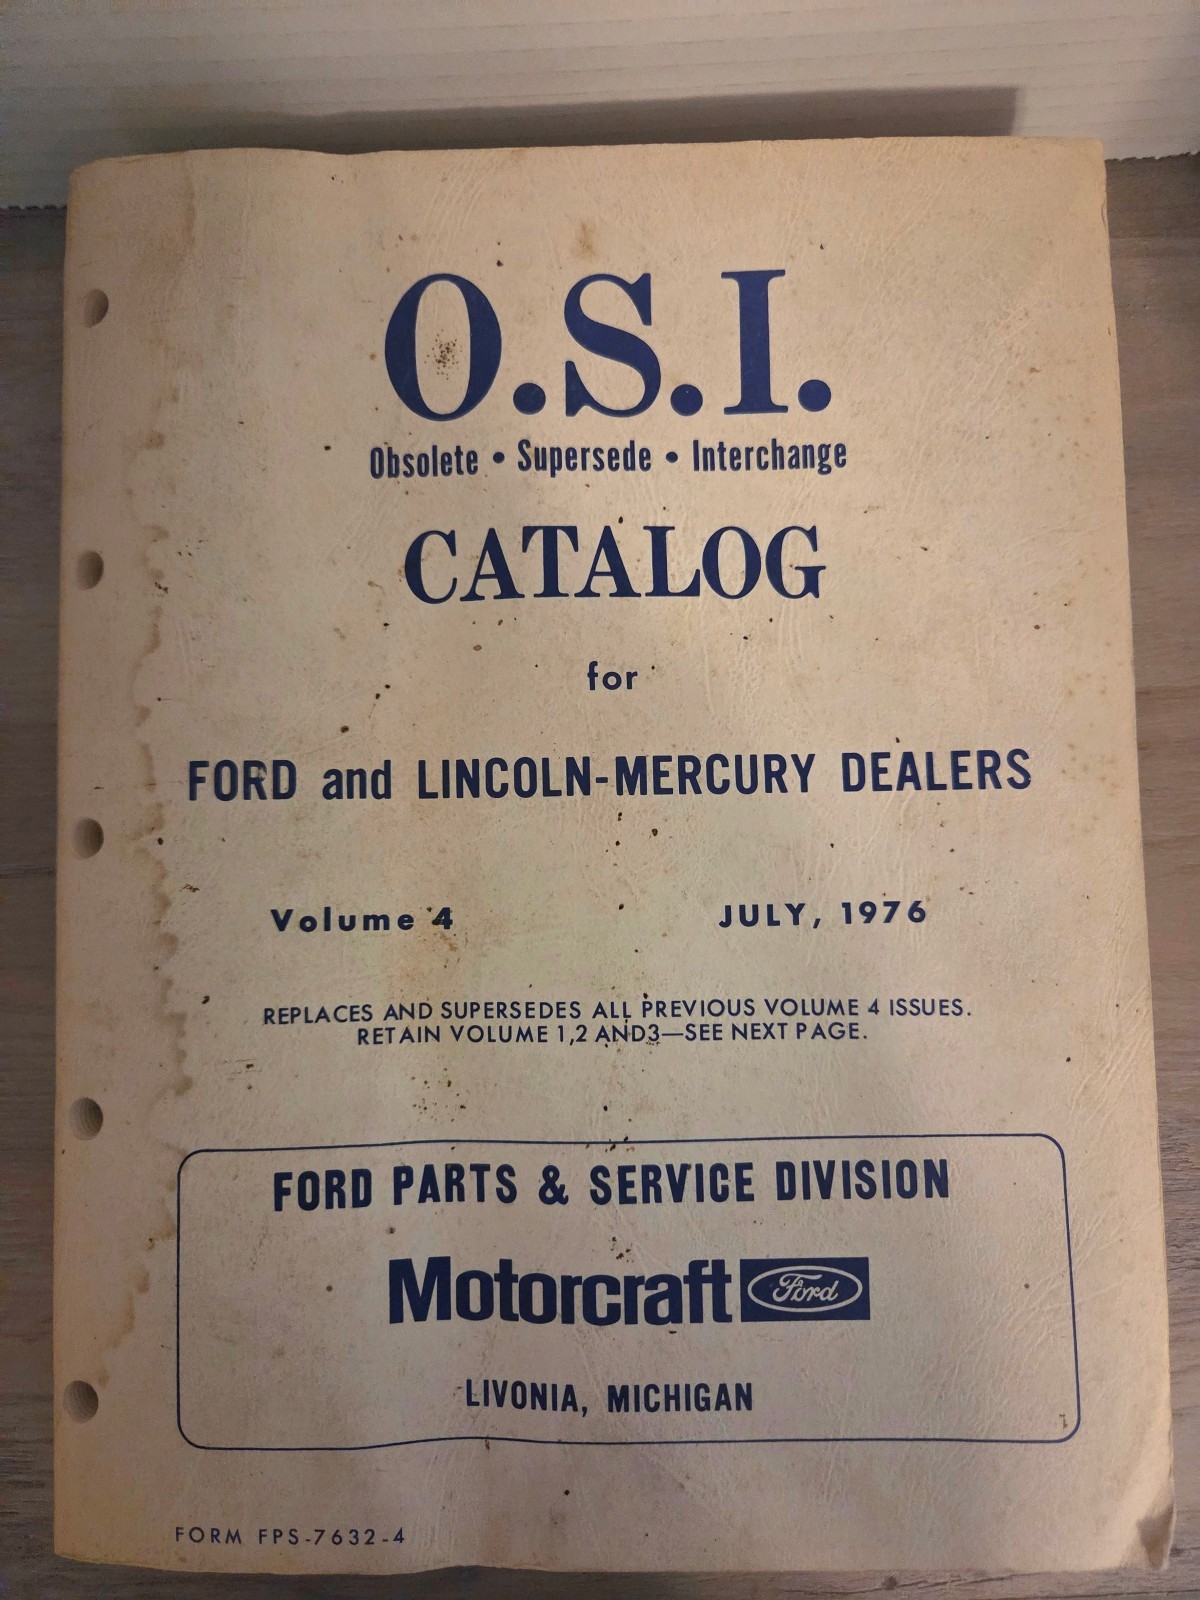 O.S.I.
Obsolete • Supersede • Interchange
CATALOG
for
FORD and LINCOLN-MERCURY DEALERS
Volume 4 JULY, 1976
REPLACES AND SUPERSEDES ALL PREVIOUS VOLUME 4 ISSUES.
RETAIN VOLUME 1,2 AND3—SEE NEXT PAGE.
FORD PARTS & SERVICE DIVISION
Motorcraft Ford
LIVONIA, MICHIGAN
FORM FPS-7632-4